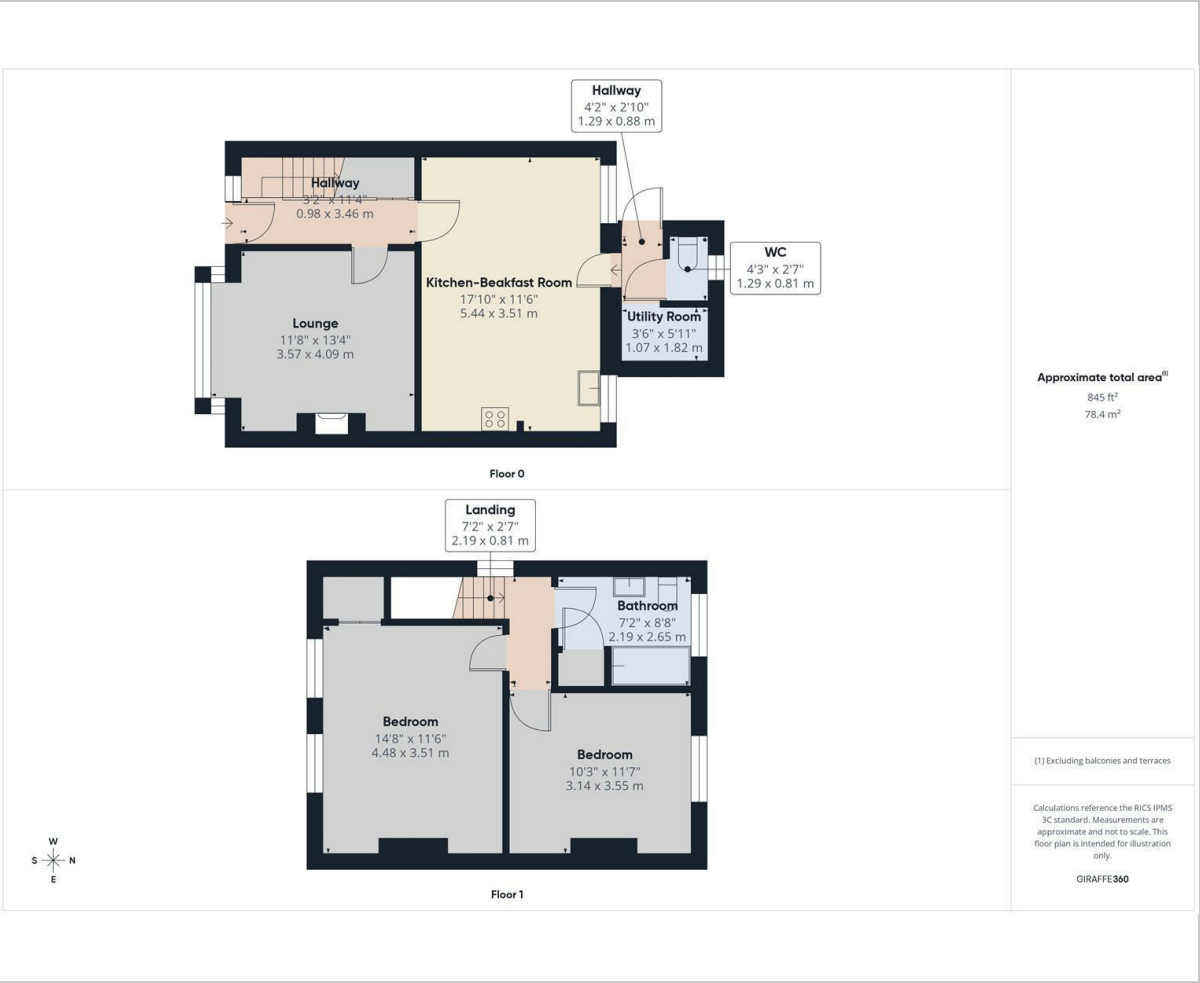 Hallway
4'2" x 2'10"
1.29 x 0.88 m
Hallway
3'2" x 11'4"
0.98 x 3.46 m
WC
4'3" x 2'7"
1.29 x 0.81 m
Kitchen-Beakfast Room
17'10" x 11'6"
5.44 x 3.51 m
Utility Room
3'6" x 5'11"
1.07 x 1.82 m
Lounge
11'8" x 13'4"
3.57 x 4.09 m
Floor 0
Landing
7'2" x 2'7"
2.19 x 0.81 m
Bathroom
7'2" x 8'8"
2.19 x 2.65 m
Bedroom
14'8" x 11'6"
4.48 x 3.51 m
Bedroom
10'3" x 11'7"
3.14 x 3.55 m
W
S N
E
Floor 1
Approximate total area(1)
845 ft²
78.4 m²
(1) Excluding balconies and terraces
Calculations reference the RICS IPMS
3C standard. Measurements are
approximate and not to scale. This
floor plan is intended for illustration
only.
GIRAFFE360